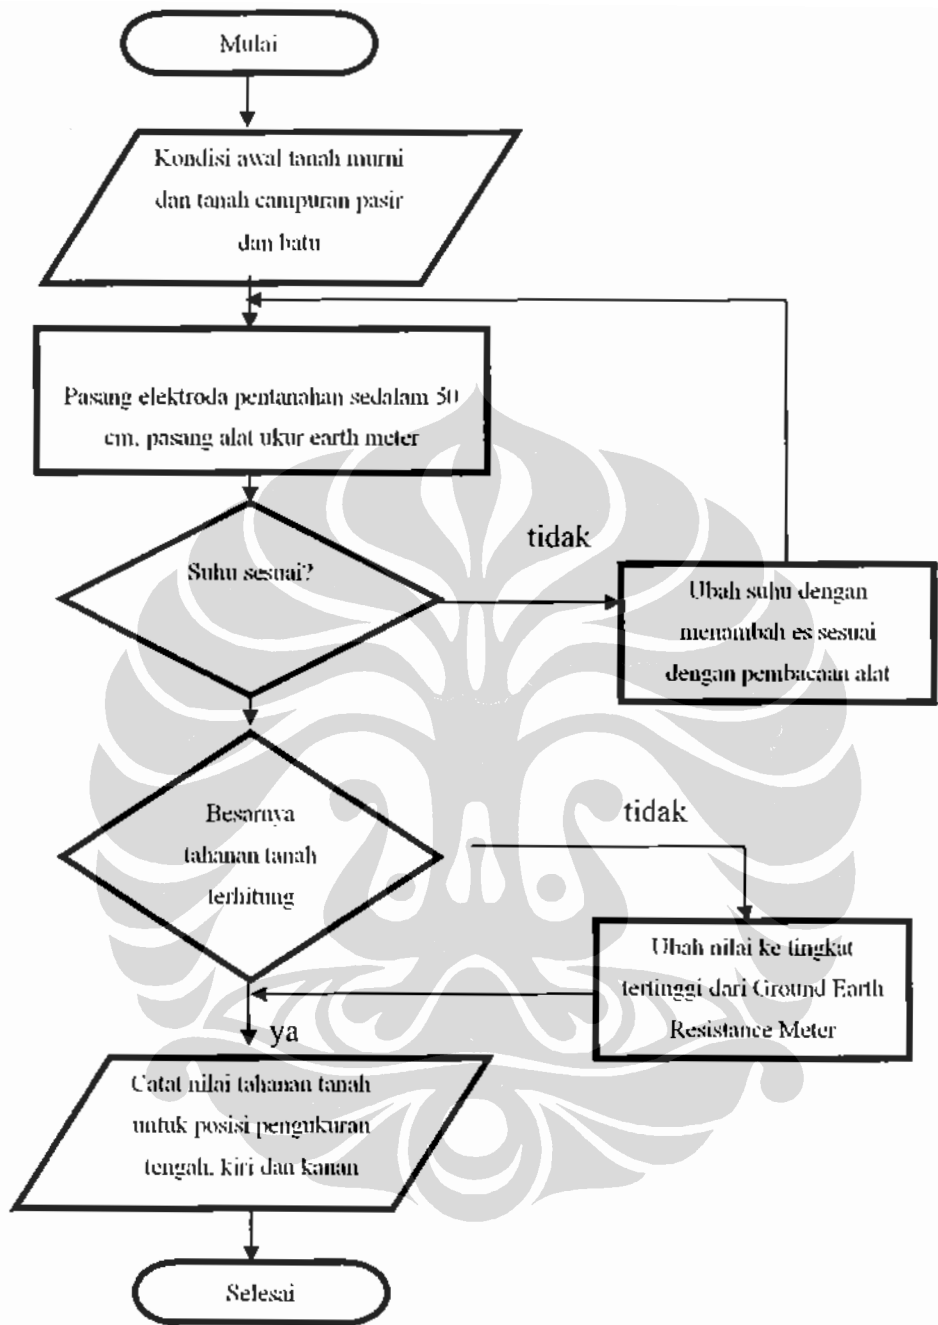 Mulai
Kondisi awal tanah murni
dan tanah campuran pasir
dan batu
Pasang elektroda pentanahan sedalam 50
cm, pasang alat ukur earth meter
tidak
Suhu sesuai?
Ubah suhu dengan
menambah es sesuai
dengan pembacaan alat
tidak
Besarnya
tahanan tanah
terhitung
Ubah nilai ke tingkat
tertinggi dari Ground Earth
Resistance Meter
ya
Catat nilai tahanan tanah
untuk posisi pengukuran
tengah, kiri dan kanan
Selesai